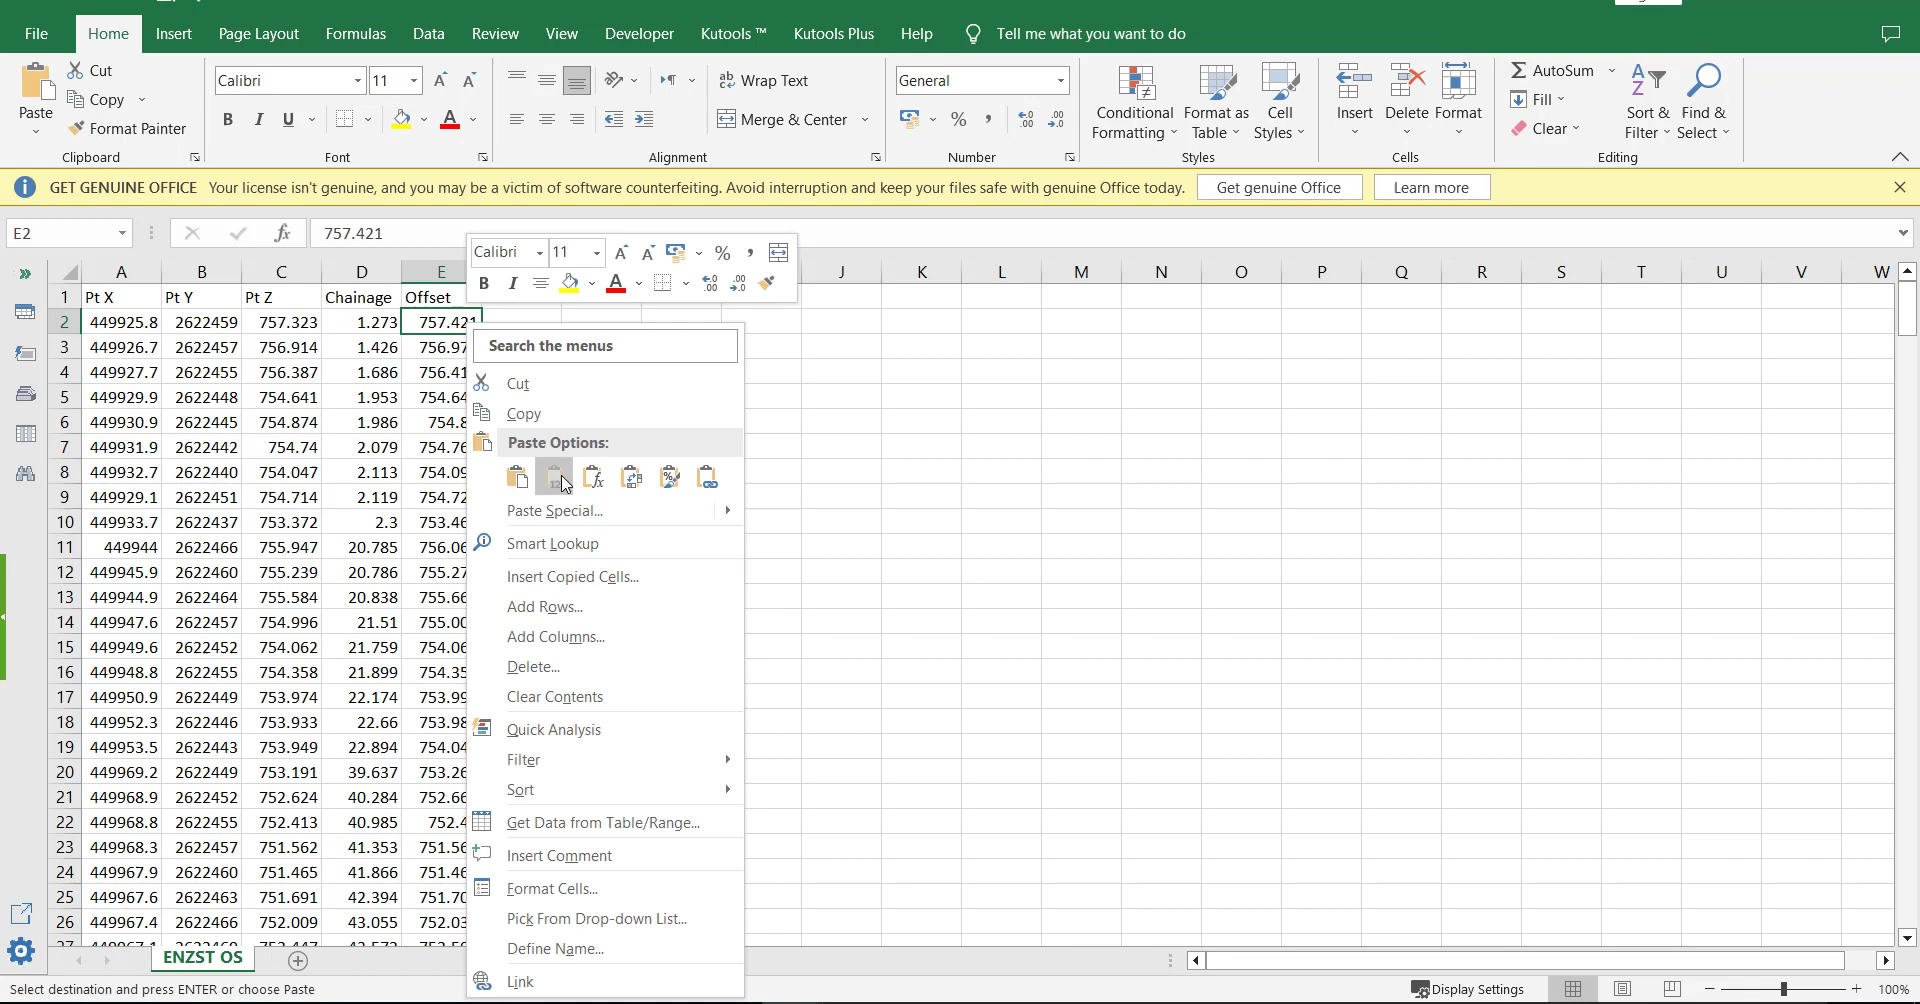 File Home Insert Page Layout Formulas Data Review View Developer Kutools ™ Kutools Plus Help Tell me what you want to do
Paste
Cut
Copy
Format Painter
Clipboard
Calibri 11
B I U
Font
Wrap Text
Merge & Center
Alignment
General
%
Number
Conditional Formatting
Format as Table
Cell Styles
Styles
Insert Delete Format
Cells
AutoSum
Fill
Clear
Sort & Filter
Find & Select
Editing
GET GENUINE OFFICE Your license isn't genuine, and you may be a victim of software counterfeiting. Avoid interruption and keep your files safe with genuine Office today. Get genuine Office Learn more
E2 fx 757.421
Calibri 11 %
B I A
A B C D E J K L M N O P Q R S T U V W
1 Pt X Pt Y Pt Z Chainage Offset
2 449925.8 2622459 757.323 1.273 757.421
3 449926.7 2622457 756.914 1.426 756.97
4 449927.7 2622455 756.387 1.686 756.41
5 449929.9 2622448 754.641 1.953 754.64
6 449930.9 2622445 754.874 1.986 754.8
7 449931.9 2622442 754.74 2.079 754.76
8 449932.7 2622440 754.047 2.113 754.09
9 449929.1 2622451 754.714 2.119 754.72
10 449933.7 2622437 753.372 2.3 753.46
11 449944 2622466 755.947 20.785 756.06
12 449945.9 2622460 755.239 20.786 755.27
13 449944.9 2622464 755.584 20.838 755.66
14 449947.6 2622457 754.996 21.51 755.00
15 449949.6 2622452 754.062 21.759 754.06
16 449948.8 2622455 754.358 21.899 754.35
17 449950.9 2622449 753.974 22.174 753.99
18 449952.3 2622446 753.933 22.66 753.98
19 449953.5 2622443 753.949 22.894 754.04
20 449969.2 2622449 753.191 39.637 753.26
21 449968.9 2622452 752.624 40.284 752.66
22 449968.8 2622455 752.413 40.985 752.4
23 449968.3 2622457 751.562 41.353 751.56
24 449967.9 2622460 751.465 41.866 751.46
25 449967.6 2622463 751.691 42.394 751.70
26 449967.4 2622466 752.009 43.055 752.03
Search the menus
Cut
Copy
Paste Options:
Paste Special...
Smart Lookup
Insert Copied Cells...
Add Rows...
Add Columns...
Delete...
Clear Contents
Quick Analysis
Filter
Sort
Get Data from Table/Range...
Insert Comment
Format Cells...
Pick From Drop-down List...
Define Name...
Link
ENZST OS
Select destination and press ENTER or choose Paste Display Settings 100%